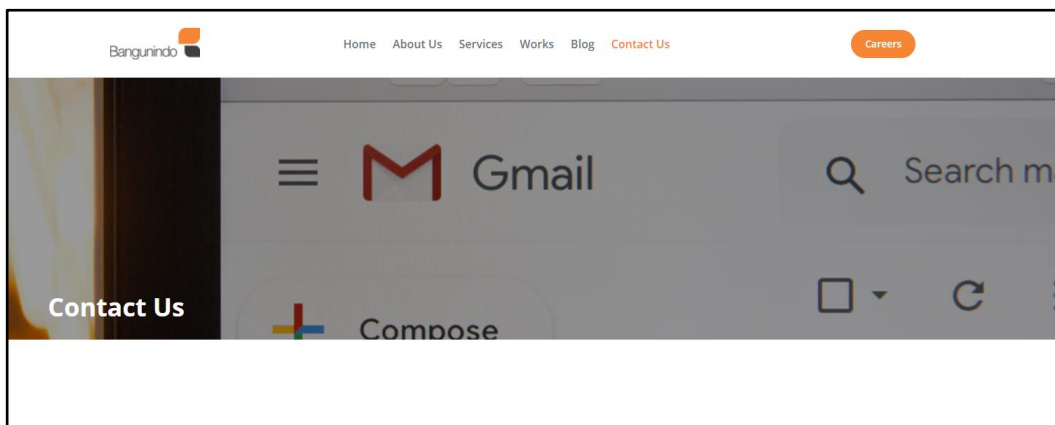 Bangunindo
Home About Us Services Works Blog Contact Us
Careers
Gmail
Search m
Contact Us
Compose